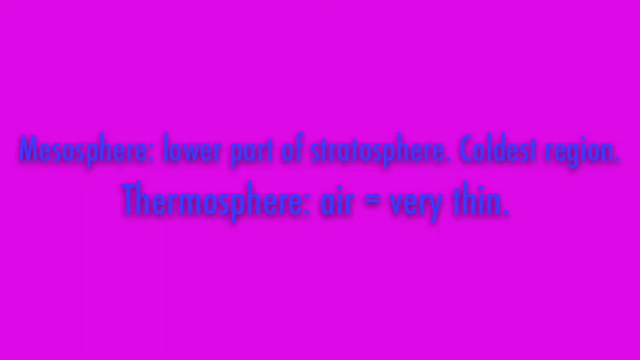 Mesosphere: lower part of stratosphere. Coldest region.
Thermosphere: air = very thin.